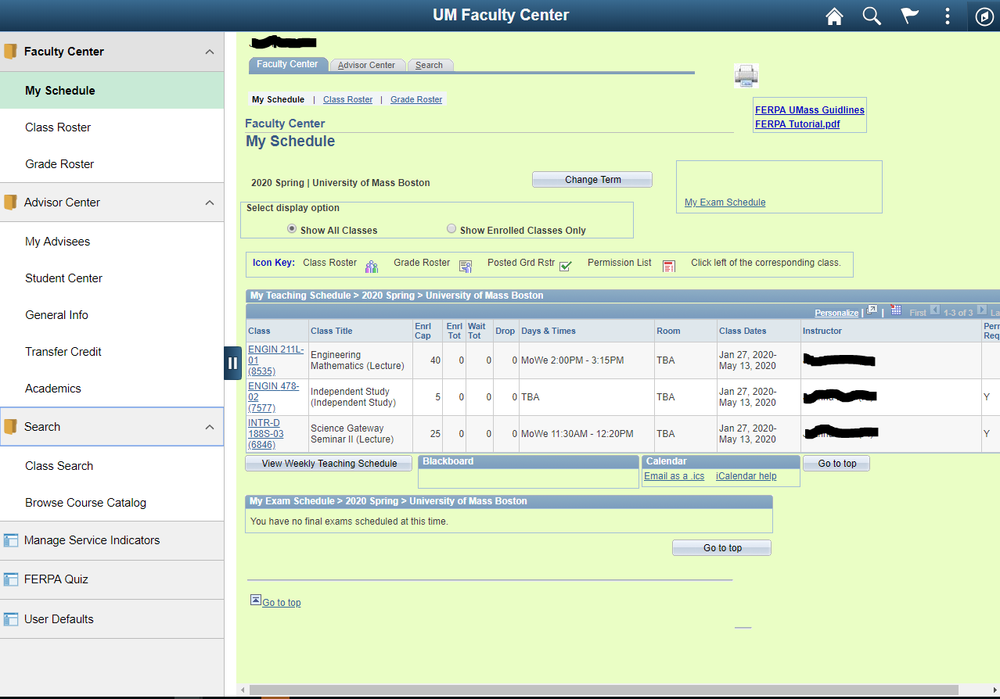 UM Faculty Center
Faculty Center
My Schedule
Class Roster
Grade Roster
Advisor Center
My Advisees
Student Center
General Info
Transfer Credit
Academics
Search
Class Search
Browse Course Catalog
Manage Service Indicators
FERPA Quiz
User Defaults
Faculty Center Advisor Center Search
My Schedule | Class Roster | Grade Roster
FERPA UMass Guidlines
FERPA Tutorial.pdf
Faculty Center
My Schedule
2020 Spring | University of Mass Boston
Change Term
My Exam Schedule
Select display option
Show All Classes Show Enrolled Classes Only
Icon Key: Class Roster Grade Roster Posted Grd Rstr Permission List Click left of the corresponding class.
My Teaching Schedule > 2020 Spring > University of Mass Boston
Personalize | | First 1-3 of 3 La
Class Class Title Enrl Cap Enrl Tot Wait Tot Drop Days & Times Room Class Dates Instructor Perm Req
ENGIN 211L-01 (8535) Engineering Mathematics (Lecture) 40 0 0 0 MoWe 2:00PM - 3:15PM TBA Jan 27, 2020- May 13, 2020
ENGIN 478-02 (7577) Independent Study (Independent Study) 5 0 0 0 TBA TBA Jan 27, 2020- May 13, 2020 Y
INTR-D 188S-03 (6846) Science Gateway Seminar II (Lecture) 25 0 0 0 MoWe 11:30AM - 12:20PM TBA Jan 27, 2020- May 13, 2020 Y
View Weekly Teaching Schedule
Blackboard
Calendar
Email as a .ics iCalendar help
Go to top
My Exam Schedule > 2020 Spring > University of Mass Boston
You have no final exams scheduled at this time.
Go to top
Go to top